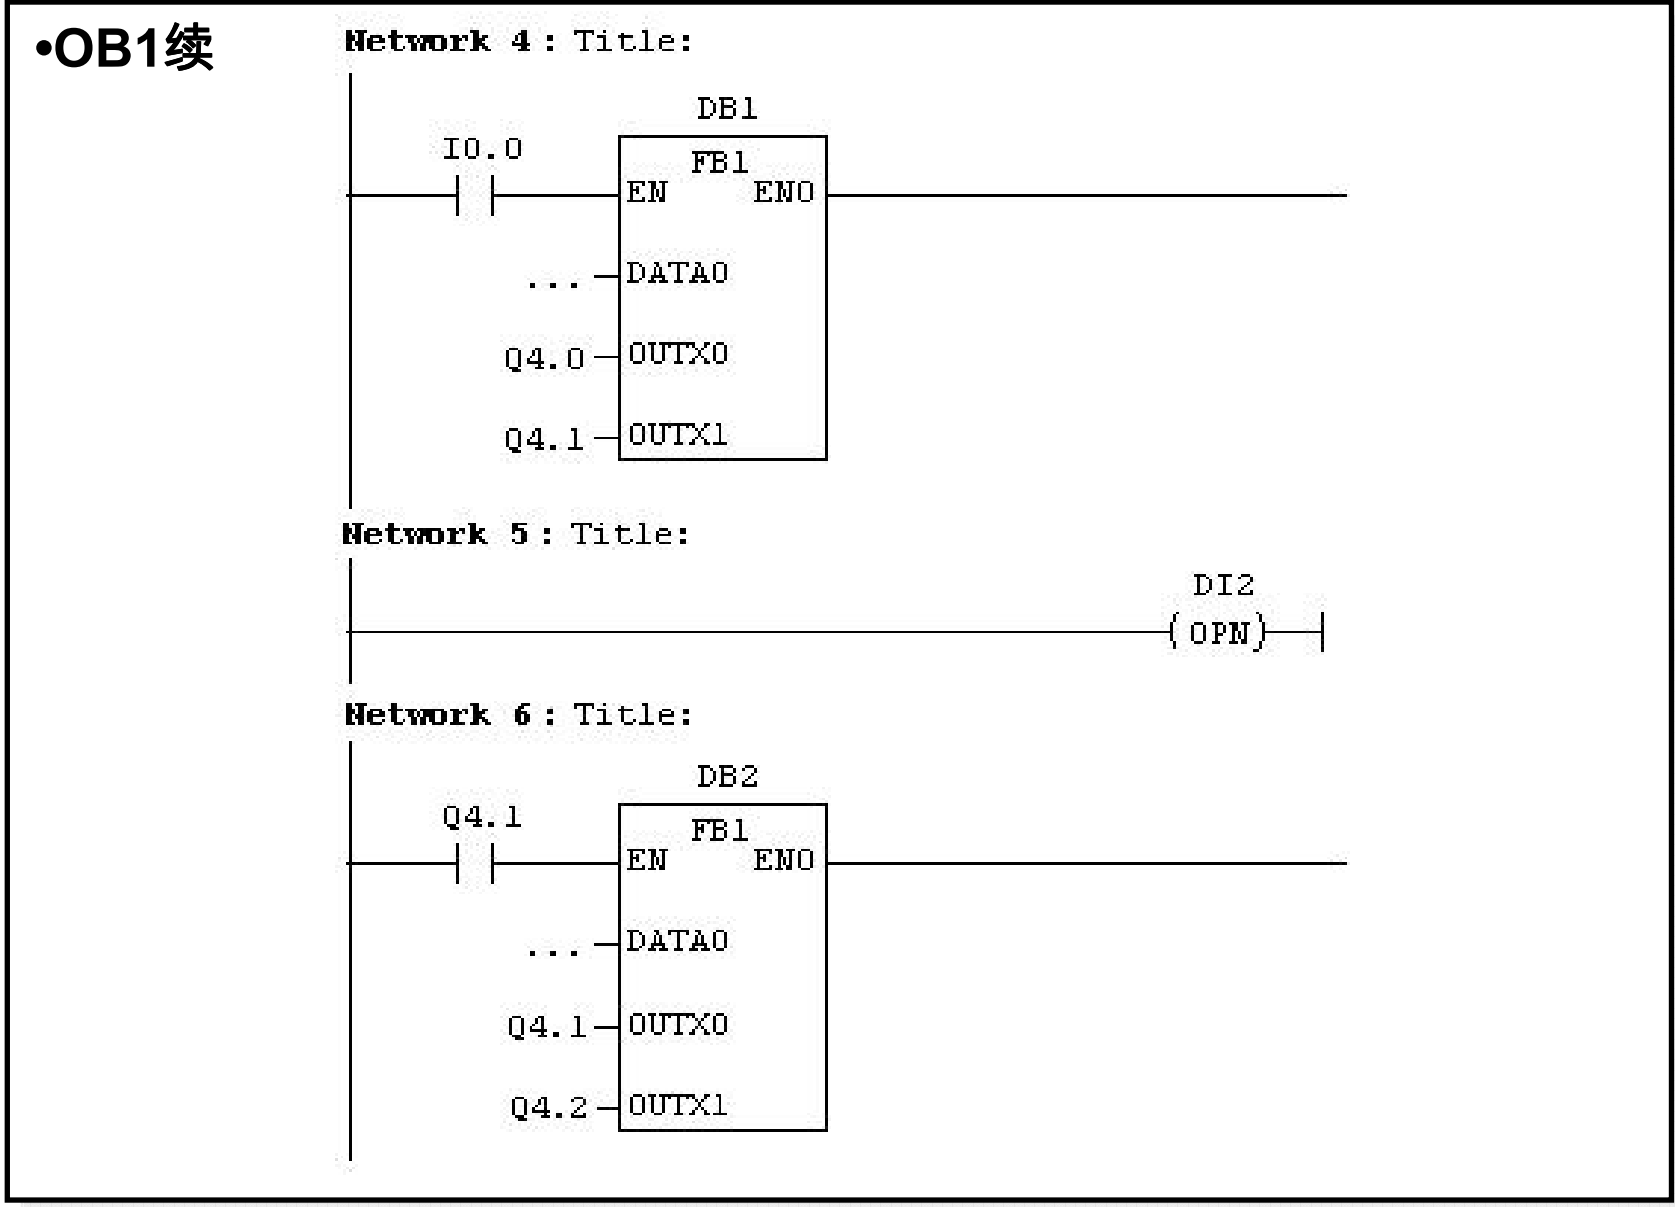 •OB1续
Network 4 : Title:
DB1
I0.0
FB1
EN ENO
... DATA0
Q4.0 OUTX0
Q4.1 OUTX1
Network 5 : Title:
DI2
(OPN)
Network 6 : Title:
DB2
Q4.1
FB1
EN ENO
... DATA0
Q4.1 OUTX0
Q4.2 OUTX1